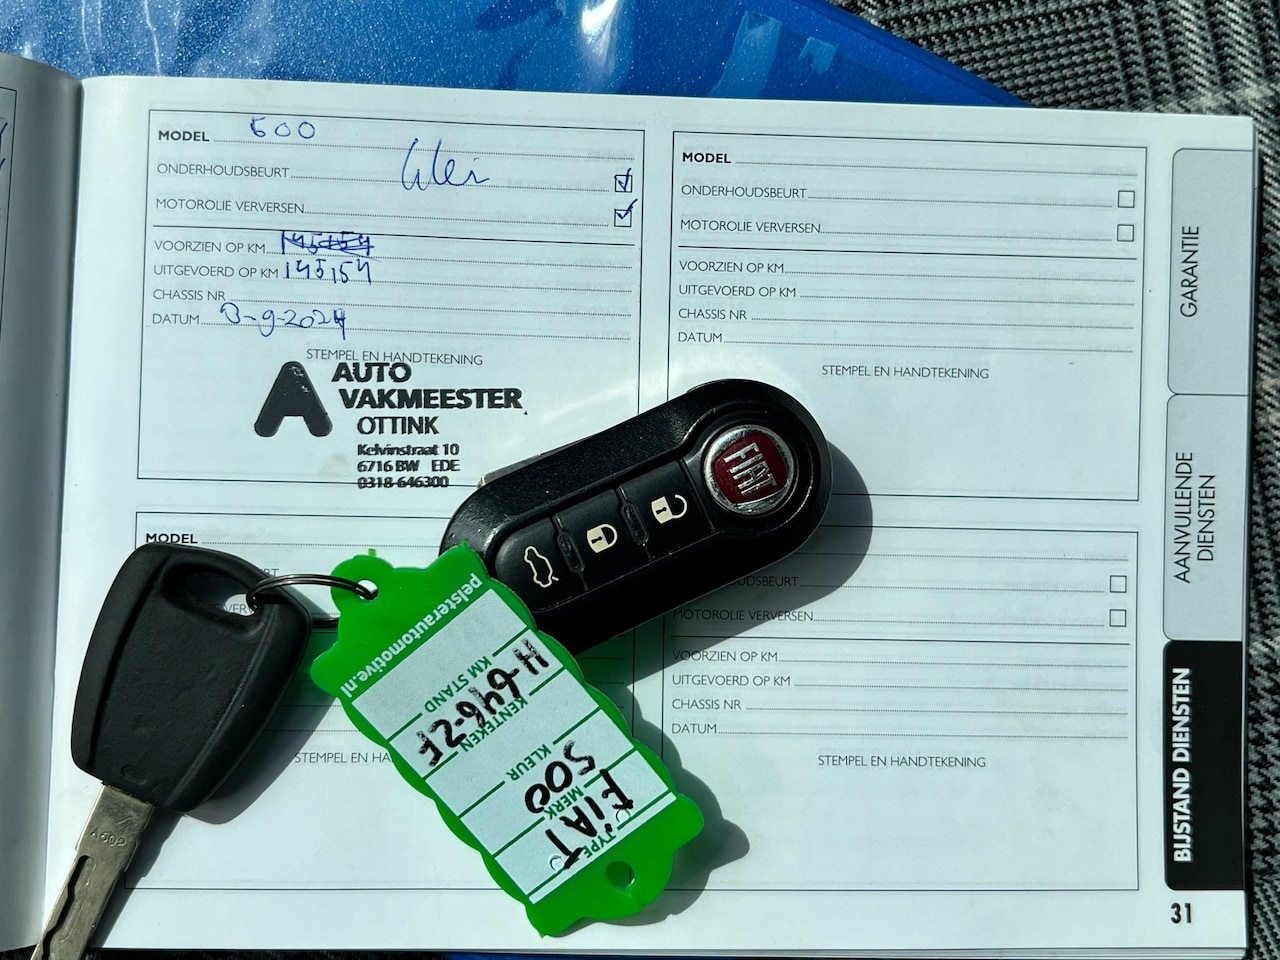 MODEL 500
ONDERHOUDSBEURT
MOTOROLIE VERVERSEN
VOORZIEN OP KM 145154
UITGEVOERD OP KM 145154
CHASSIS NR
DATUM 3-9-2024
STEMPEL EN HANDTEKENING
AUTO
VAKMEESTER
OTTINK
Kelvinstraat 10
6716 BW EDE
0318-646300
MODEL
ONDERHOUDSBEURT
MOTOROLIE VERVERSEN
VOORZIEN OP KM
UITGEVOERD OP KM
CHASSIS NR
DATUM
STEMPEL EN HANDTEKENING
MODEL
STEMPEL EN HA
OUDSBEURT
MOTOROLIE VERVERSEN
VOORZIEN OP KM
UITGEVOERD OP KM
CHASSIS NR
DATUM
STEMPEL EN HANDTEKENING
FIAT
pelsterautomotive.nl
TYPE
FIAT
MERK
500
KLEUR
KENTEKEN
H-646-ZF
KM STAND
A502
GARANTIE
AANVULLENDE
DIENSTEN
BIJSTAND DIENSTEN
31